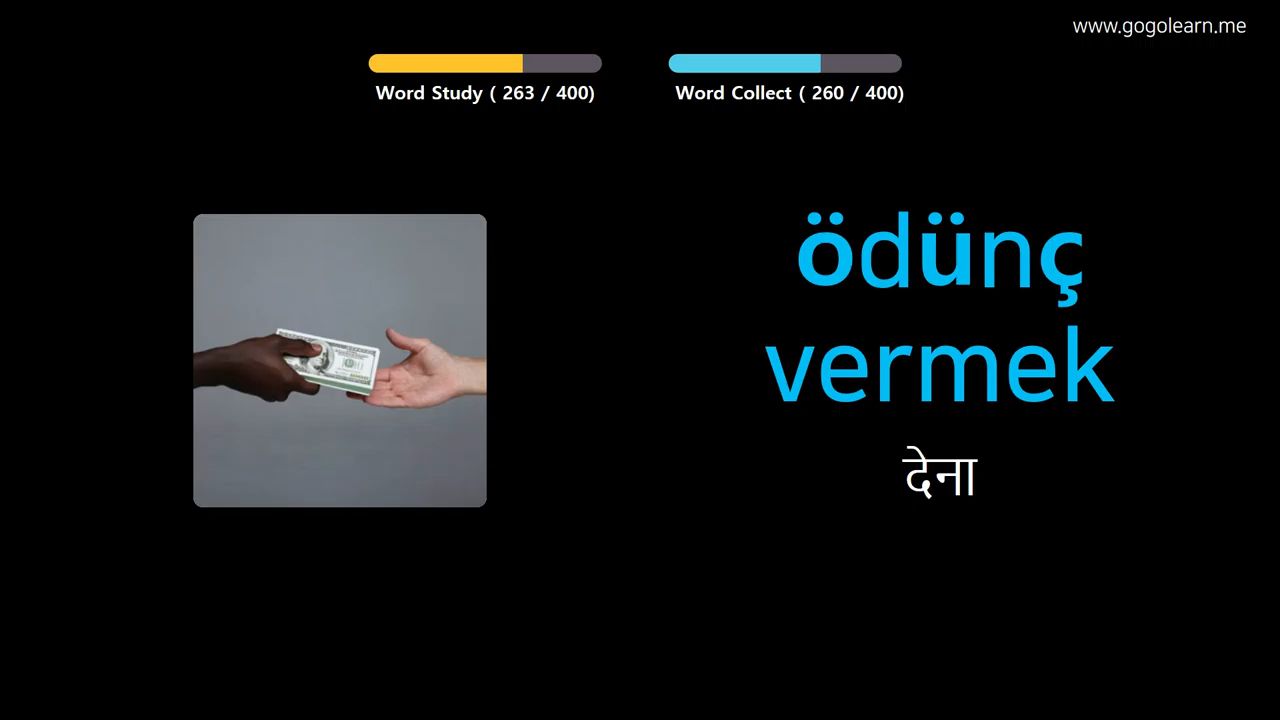 www.gogolearn.me
Word Study ( 263 / 400)
Word Collect ( 260 / 400)
ödünç
vermek
देना